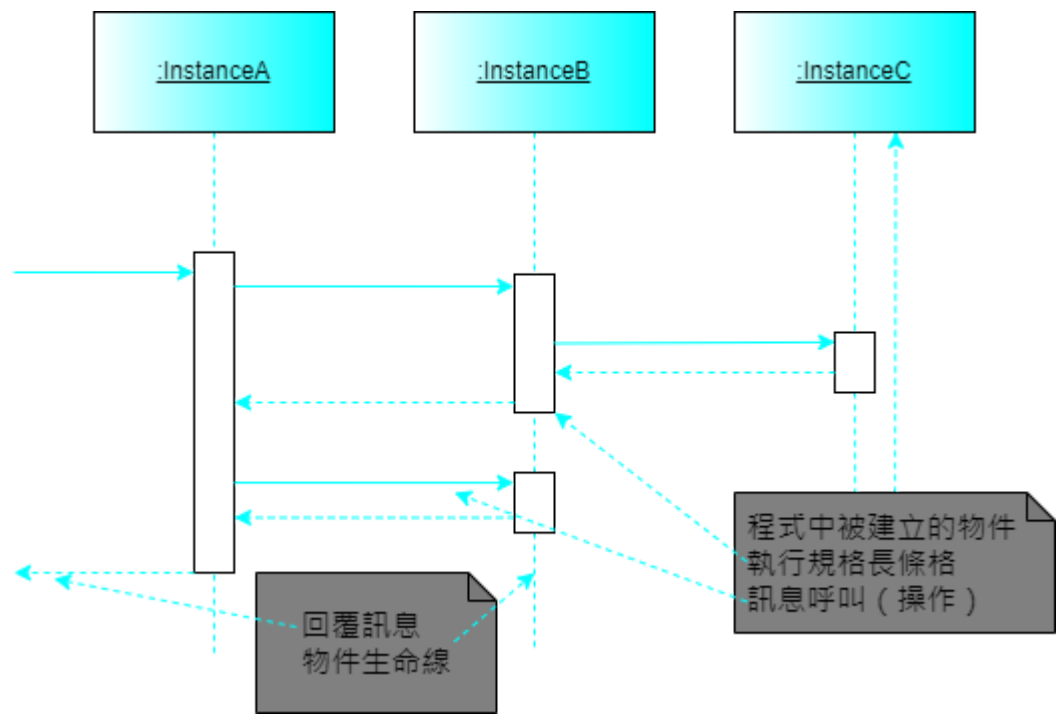 :InstanceA
:InstanceB
:InstanceC
程式中被建立的物件
執行規格長條格
訊息呼叫（操作）
回覆訊息
物件生命線